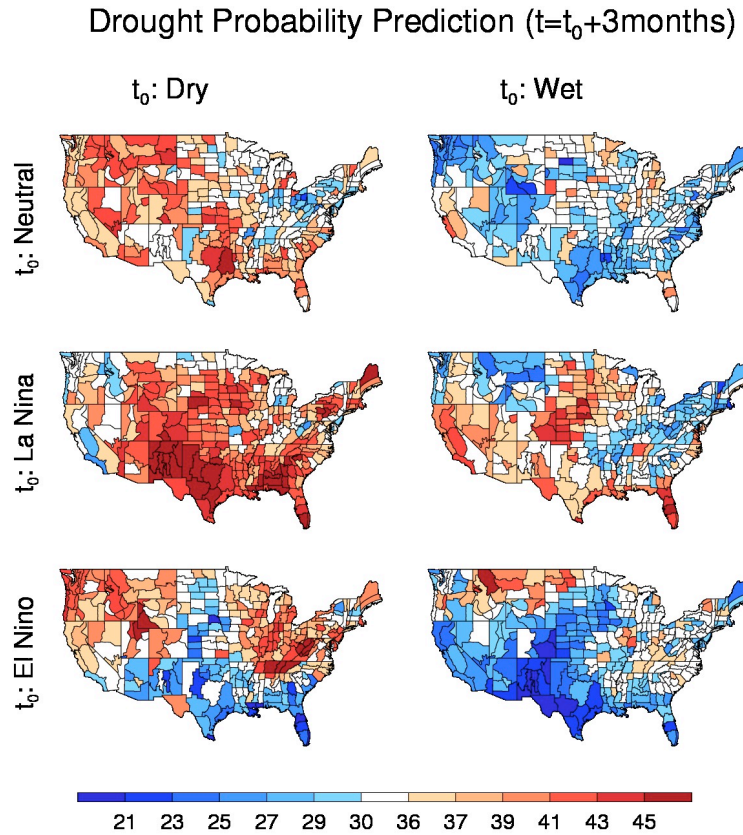 Drought Probability Prediction (t=t₀+3months)
t₀: Dry
t₀: Wet
t₀: Neutral
t₀: La Nina
t₀: El Nino
21 23 25 27 29 30 36 37 39 41 43 45